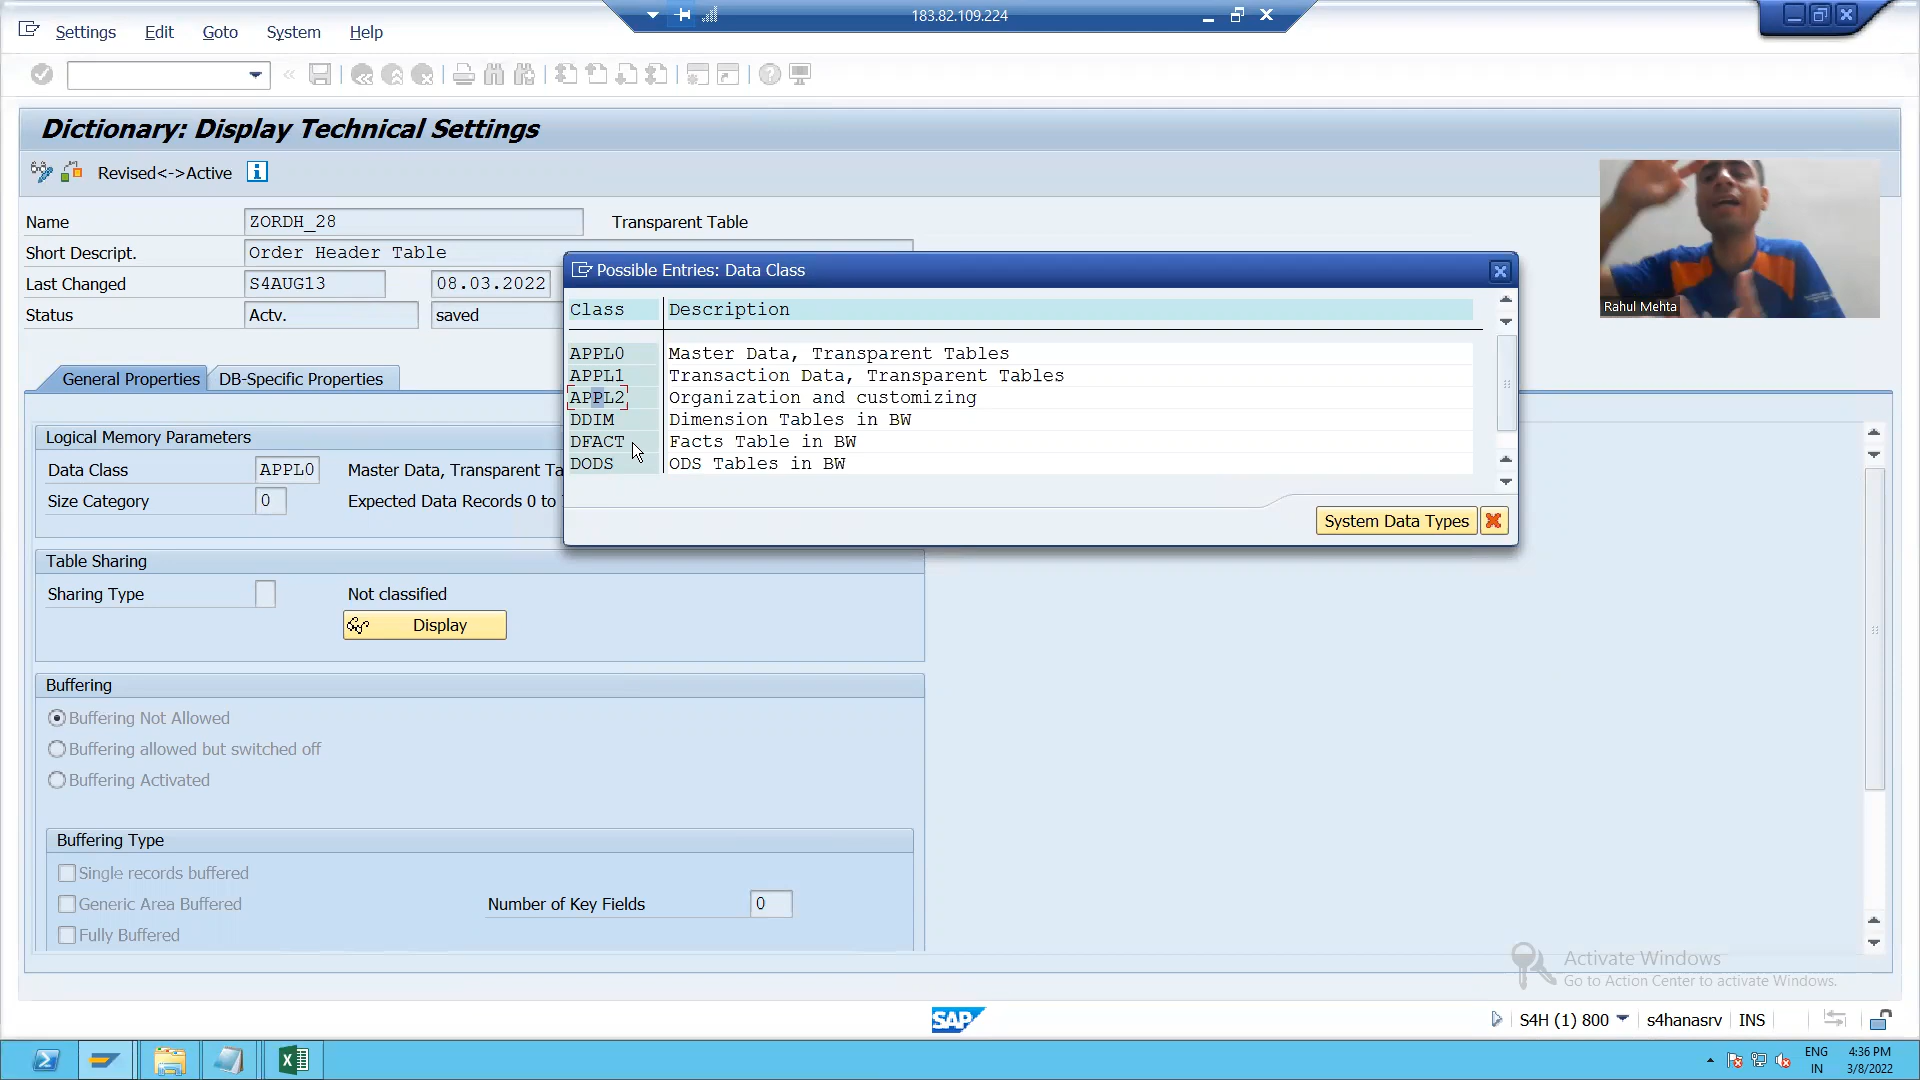 183.82.109.224
Settings Edit Goto System Help
Dictionary: Display Technical Settings
Revised<->Active
Name ZORDH_28 Transparent Table
Short Descript. Order Header Table
Last Changed S4AUG13 08.03.2022
Status Actv. saved
General Properties DB-Specific Properties
Logical Memory Parameters
Data Class APPL0 Master Data, Transparent Ta
Size Category 0 Expected Data Records 0 to
Table Sharing
Sharing Type Not classified
Display
Buffering
Buffering Not Allowed
Buffering allowed but switched off
Buffering Activated
Buffering Type
Single records buffered
Generic Area Buffered Number of Key Fields 0
Fully Buffered
Possible Entries: Data Class
Class Description
APPL0 Master Data, Transparent Tables
APPL1 Transaction Data, Transparent Tables
APPL2 Organization and customizing
DDIM Dimension Tables in BW
DFACT Facts Table in BW
DODS ODS Tables in BW
System Data Types
Rahul Mehta
Activate Windows
Go to Action Center to activate Windows.
SAP
S4H (1) 800 s4hanasrv INS
ENG
IN
4:36 PM
3/8/2022